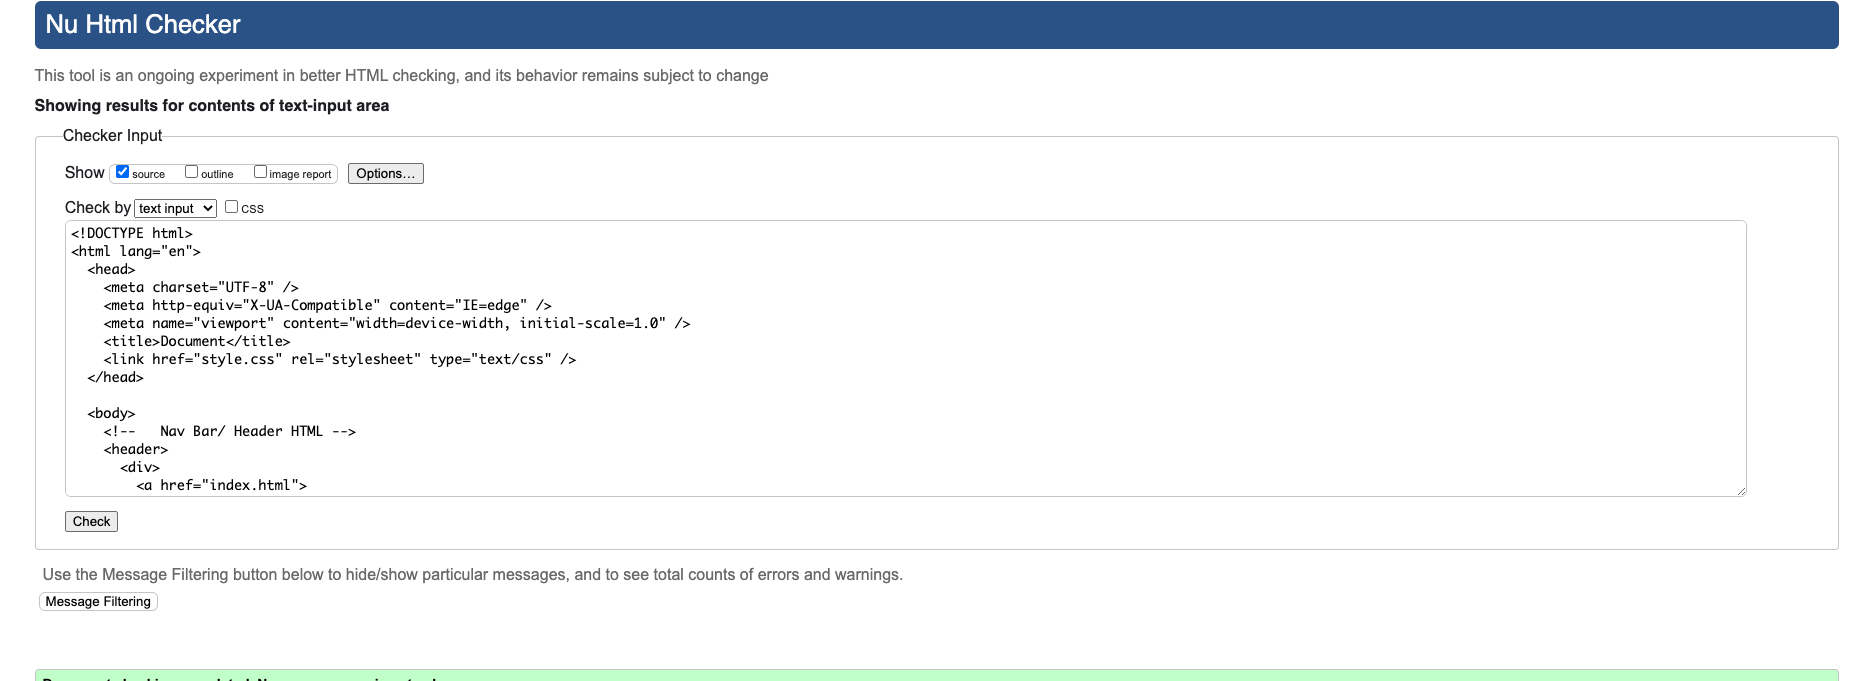 Nu Html Checker
This tool is an ongoing experiment in better HTML checking, and its behavior remains subject to change
Showing results for contents of text-input area
Checker Input
Show source outline image report Options...
Check by text input CSS
<!DOCTYPE html>
<html lang="en">
<head>
<meta charset="UTF-8" />
<meta http-equiv="X-UA-Compatible" content="IE=edge" />
<meta name="viewport" content="width=device-width, initial-scale=1.0" />
<title>Document</title>
<link href="style.css" rel="stylesheet" type="text/css" />
</head>
<body>
<!--   Nav Bar/ Header HTML -->
<header>
<div>
<a href="index.html">
Check
Use the Message Filtering button below to hide/show particular messages, and to see total counts of errors and warnings.
Message Filtering